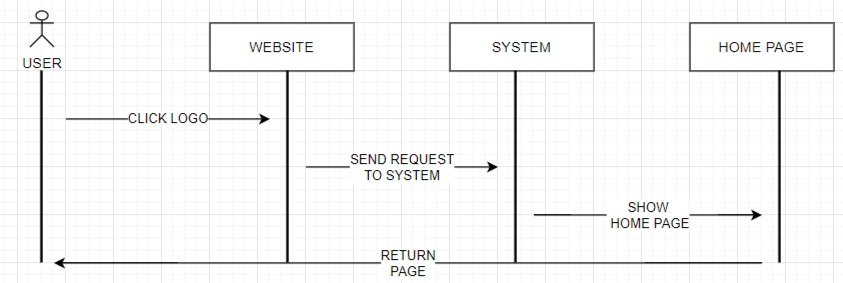 USER
WEBSITE
SYSTEM
HOME PAGE
CLICK LOGO
SEND REQUEST
TO SYSTEM
SHOW
HOME PAGE
RETURN
PAGE